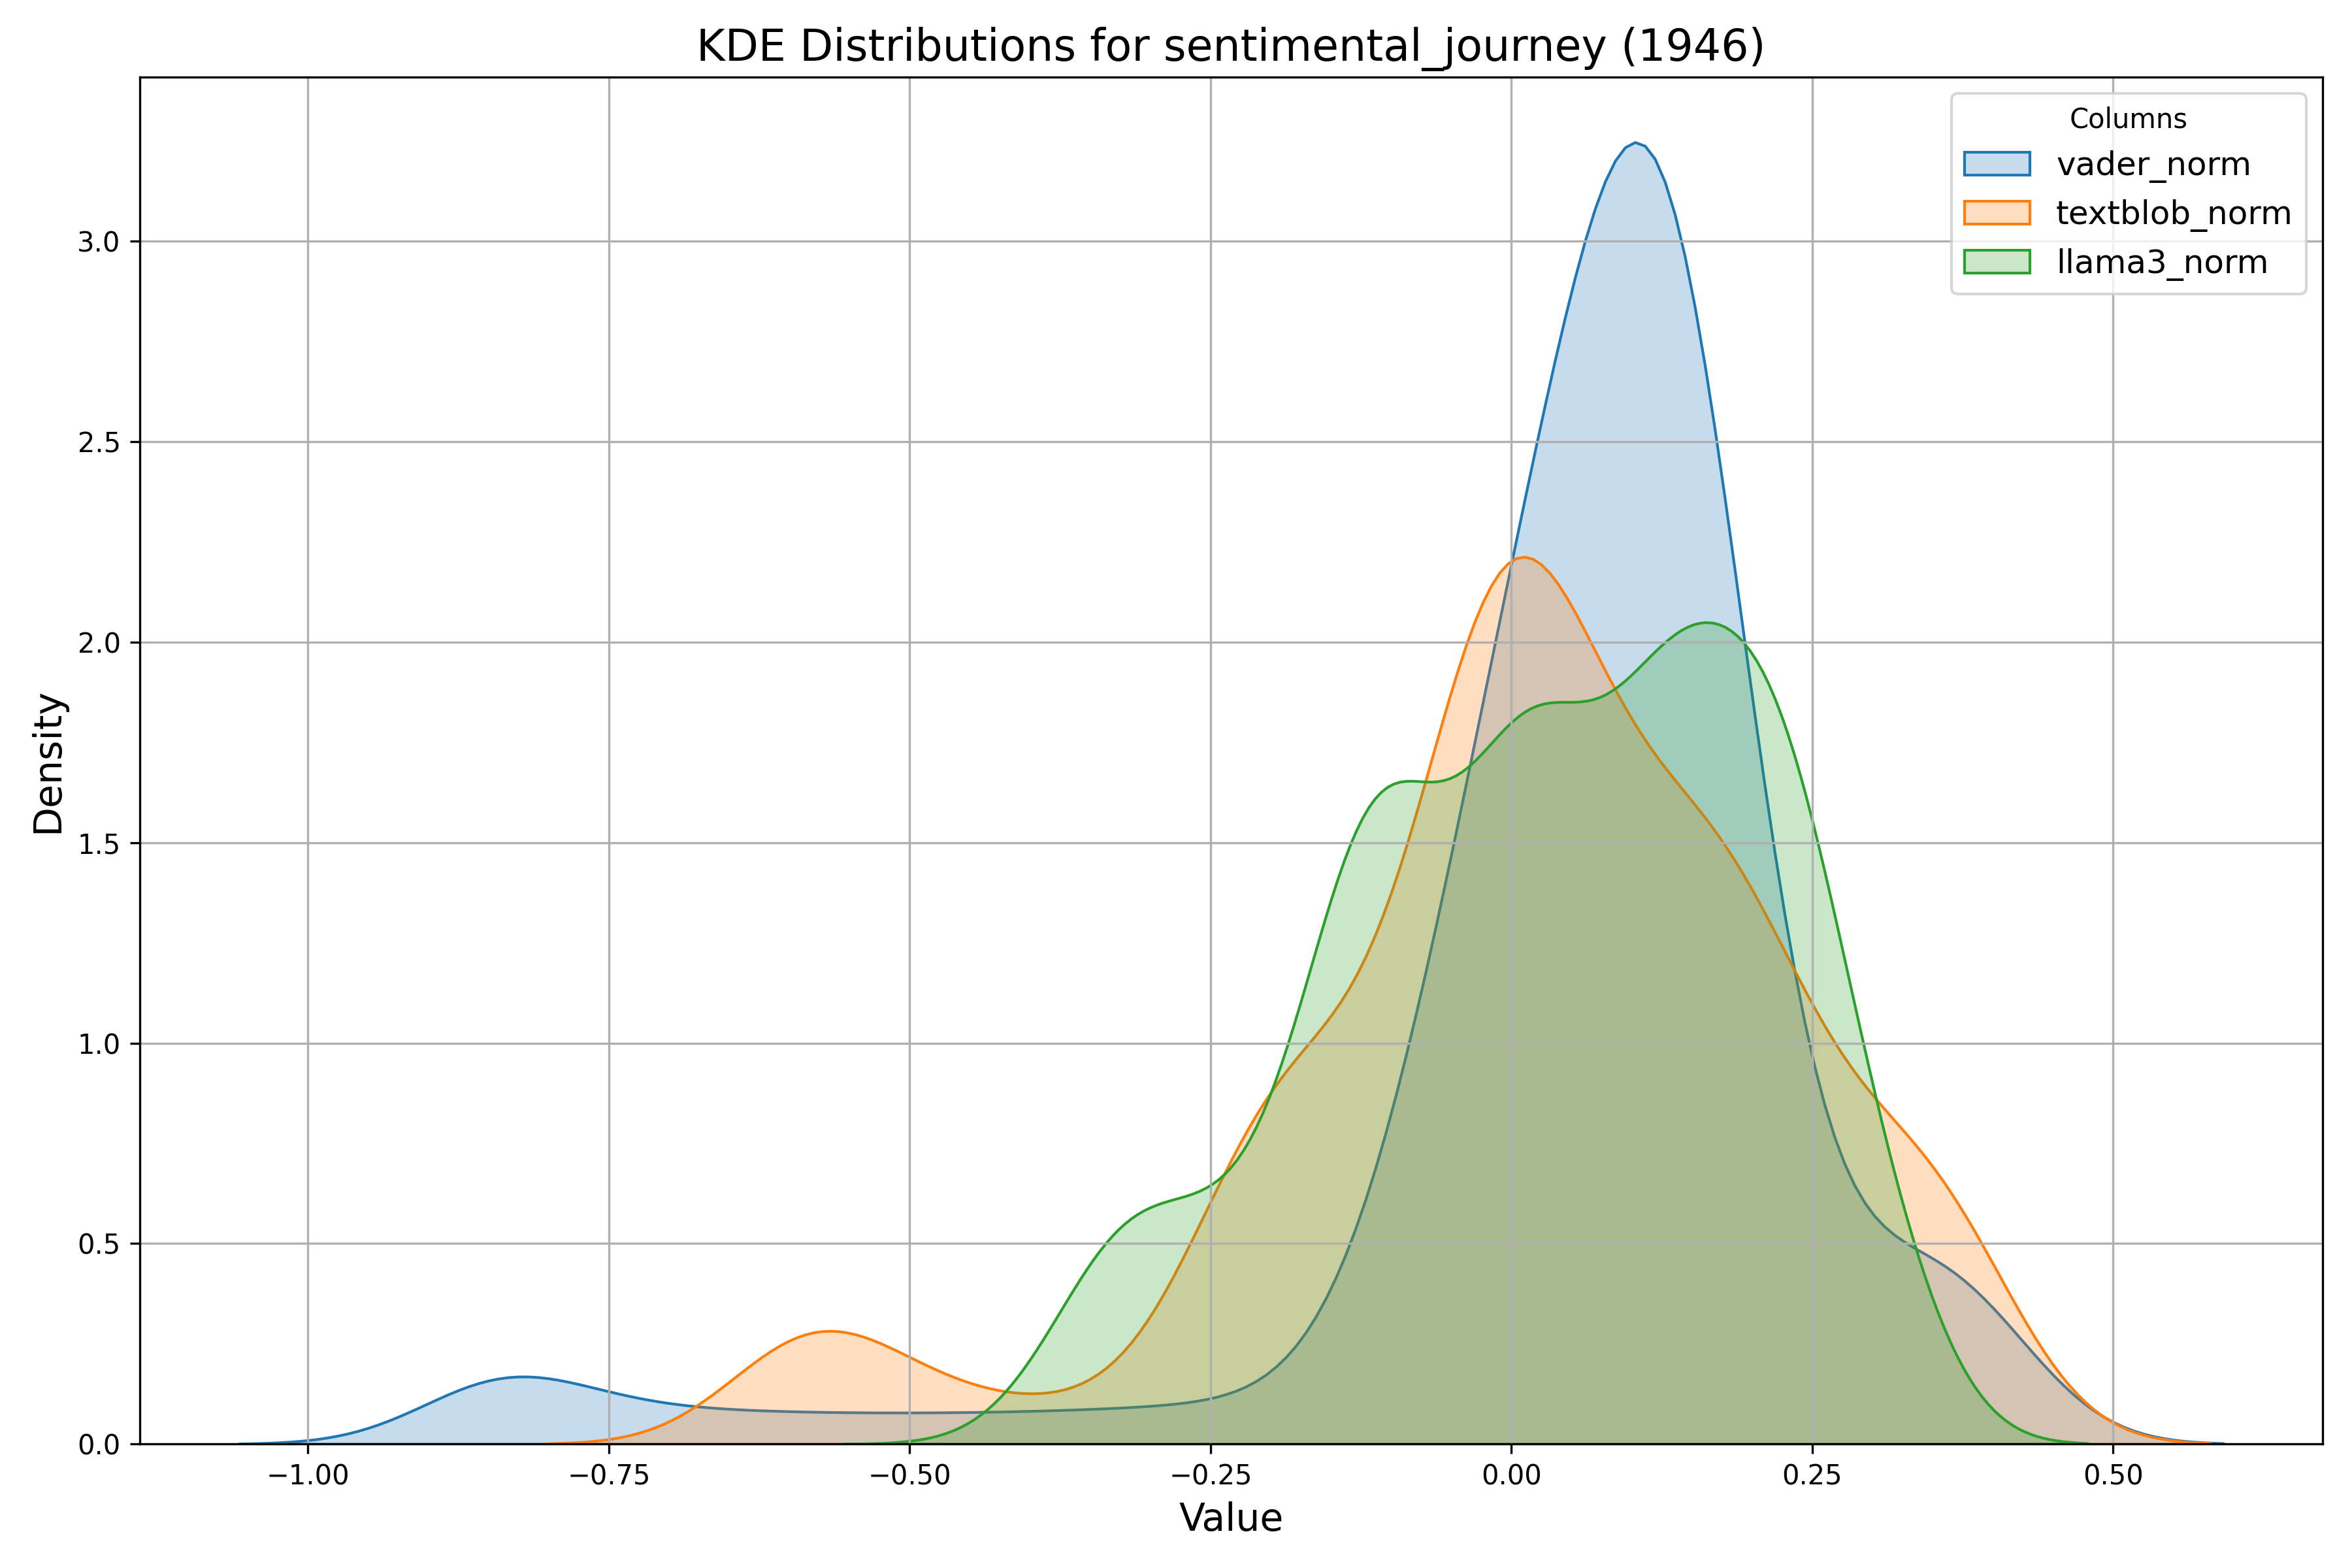 KDE Distributions for sentimental_journey (1946)
Columns
vader_norm
textblob_norm
llama3_norm
Density
3.0
2.5
2.0
1.5
1.0
0.5
0.0
−1.00 −0.75 −0.50 −0.25 0.00 0.25 0.50
Value